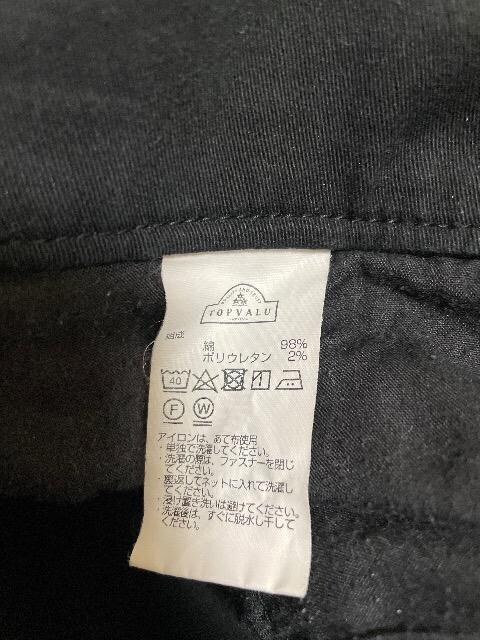 TOPVALU
組成
綿 98%
ポリウレタン 2%
40
F W
アイロンは、あて布使用
・単独で洗濯してください。
・洗濯の際は、ファスナーを閉じ
てください。
・裏返してネットに入れて洗濯し
てください。
・浸け置き洗いは避けてください。
・洗濯後は、すぐに脱水し干して
ください。